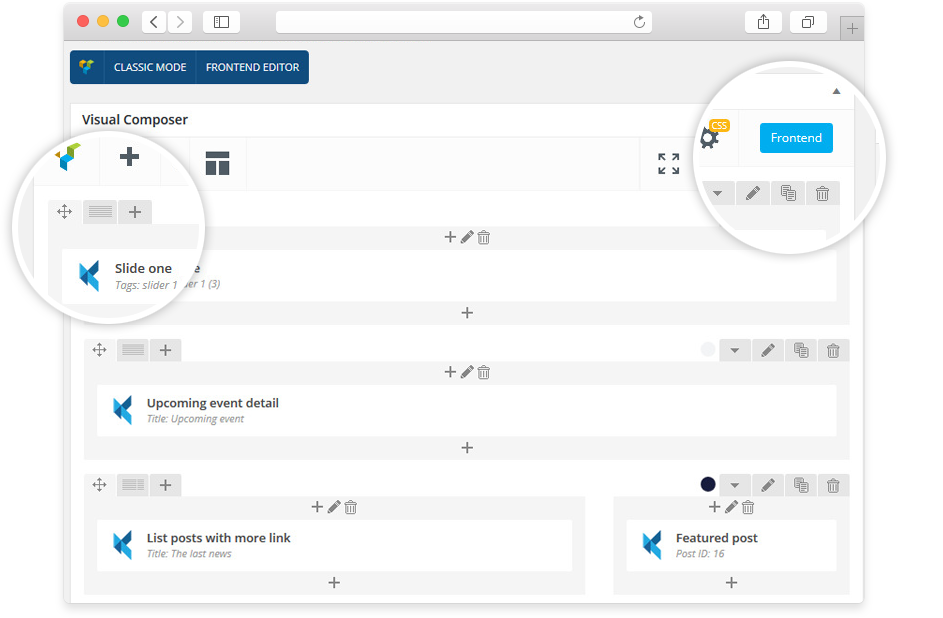 CLASSIC MODE FRONTEND EDITOR
Visual Composer
CSS
Frontend
Slide one
Tags: slider 1
(3)
Upcoming event detail
Title: Upcoming event
List posts with more link
Title: The last news
Featured post
Post ID: 16